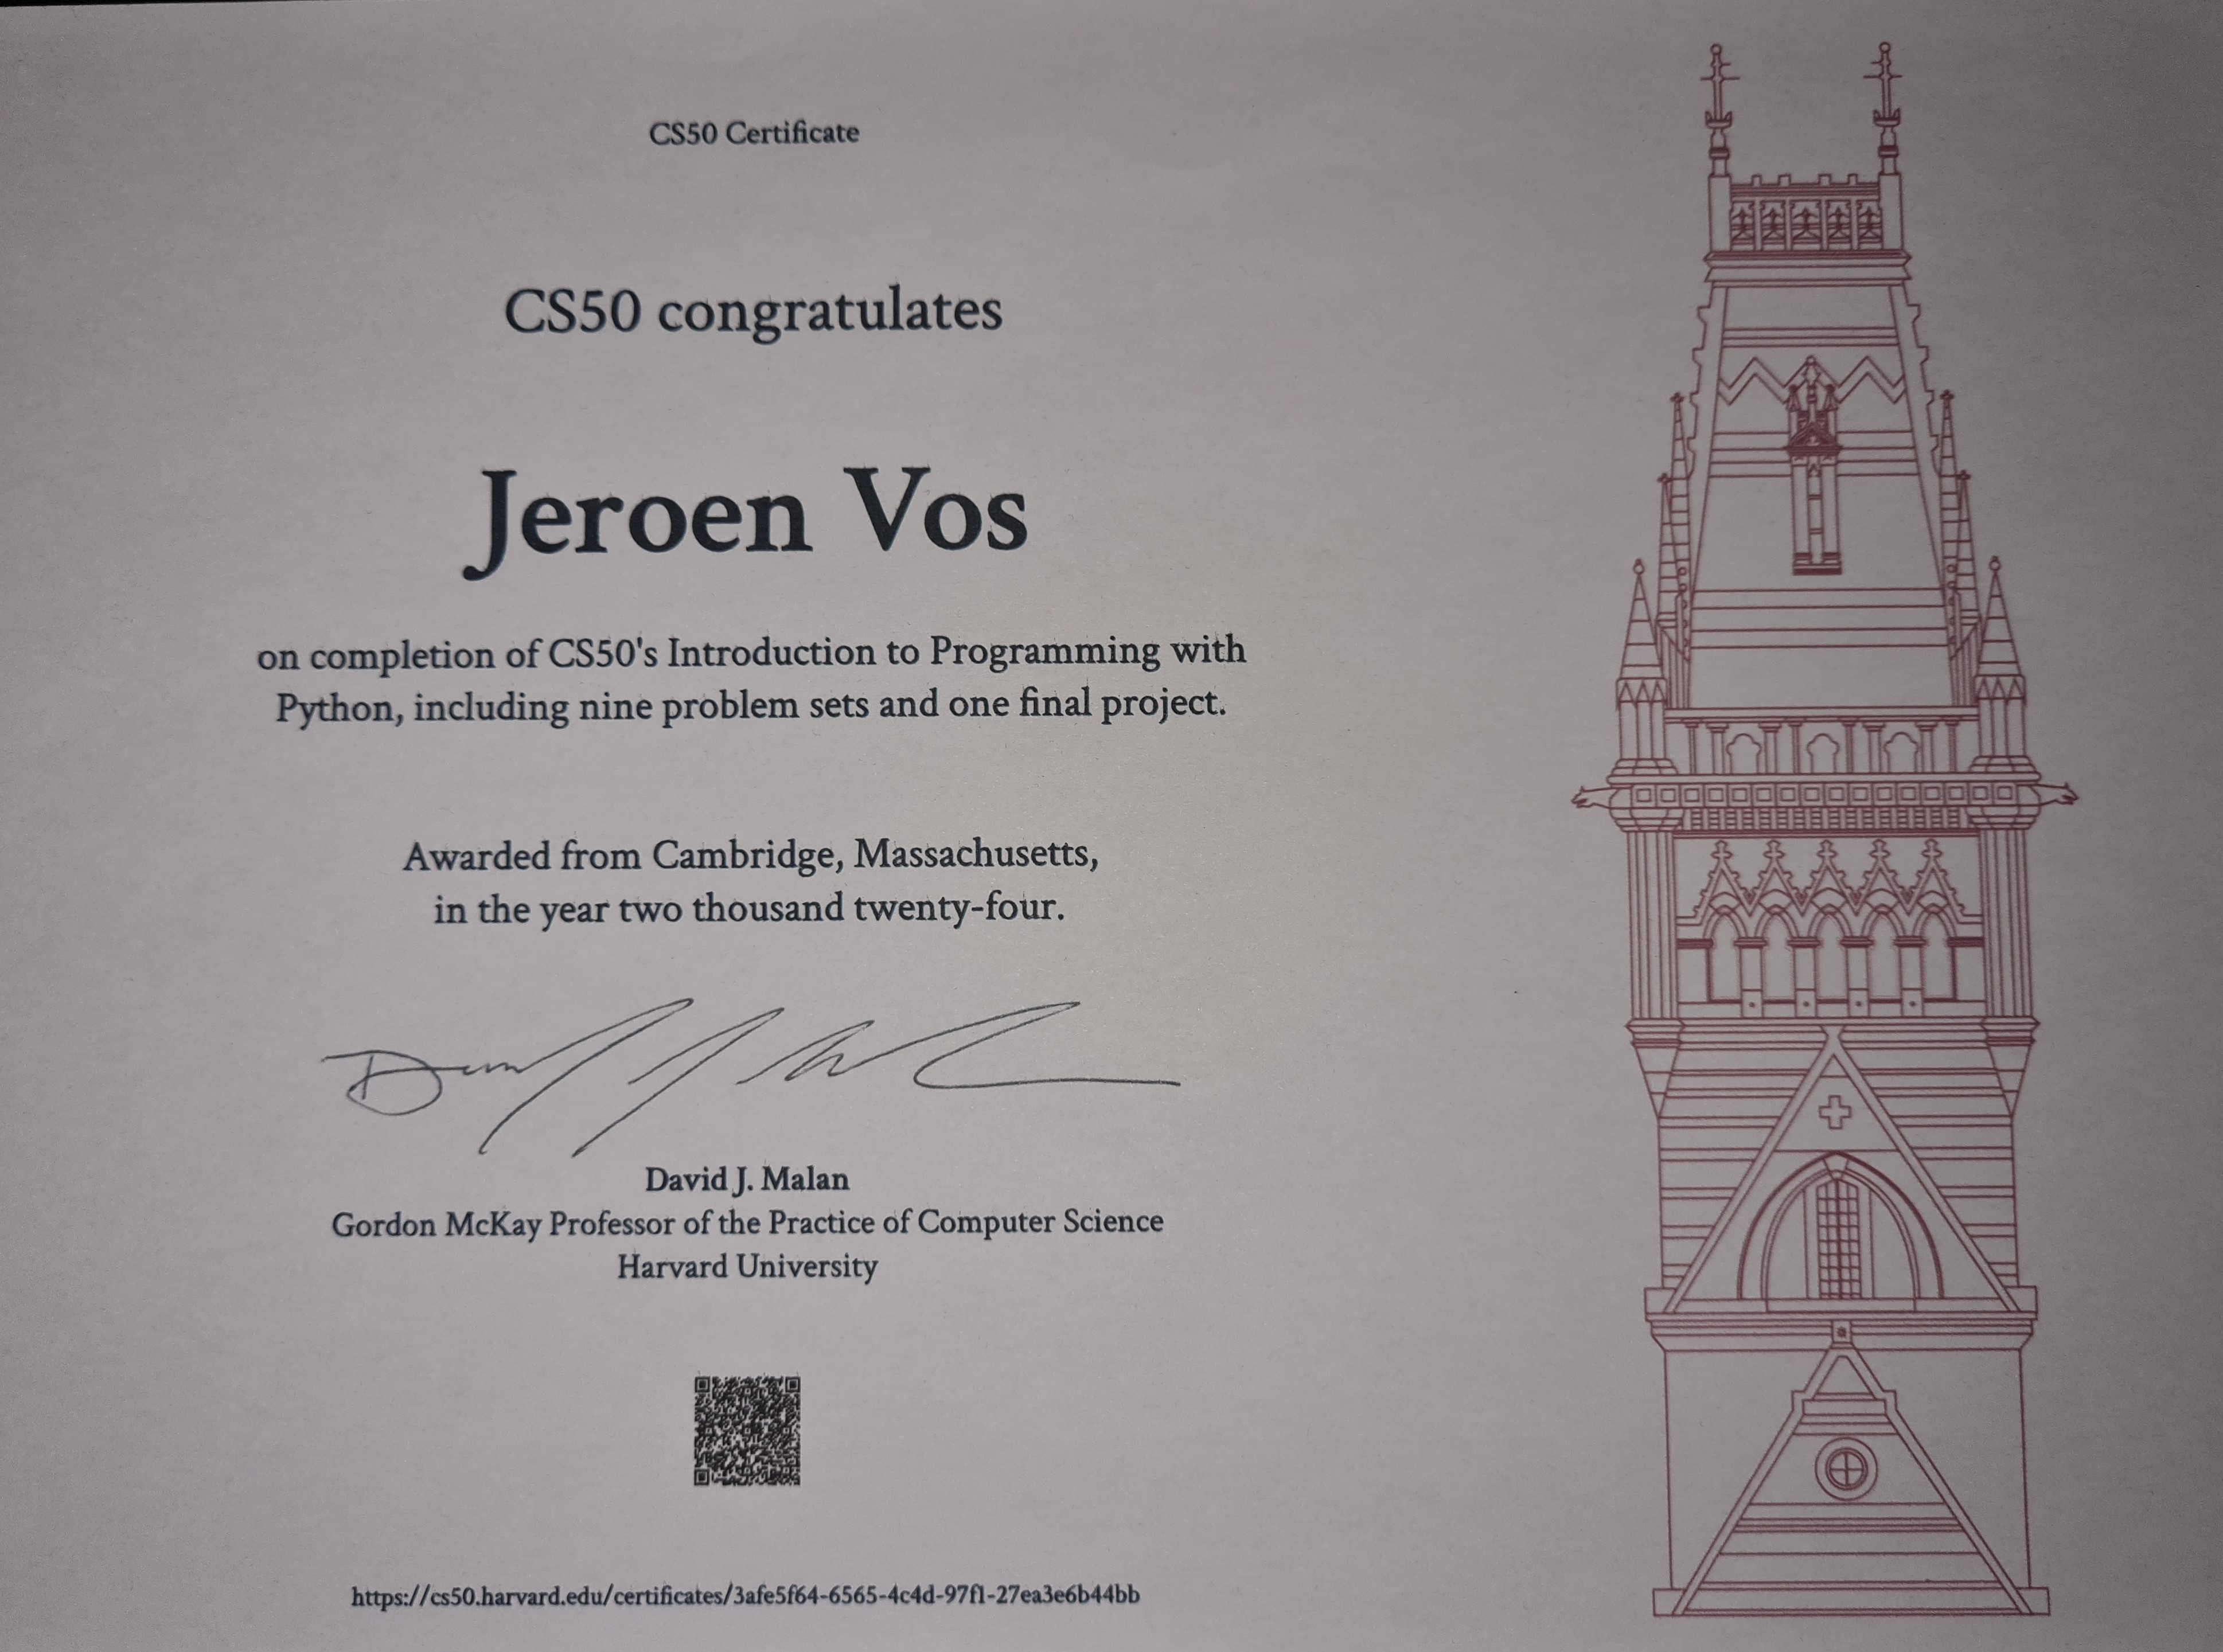 CS50 Certificate
CS50 congratulates
Jeroen Vos
on completion of CS50's Introduction to Programming with
Python, including nine problem sets and one final project.
Awarded from Cambridge, Massachusetts,
in the year two thousand twenty-four.
David J. Malan
Gordon McKay Professor of the Practice of Computer Science
Harvard University
https://cs50.harvard.edu/certificates/3afe5f64-6565-4c4d-97f1-27ea3e6b44bb